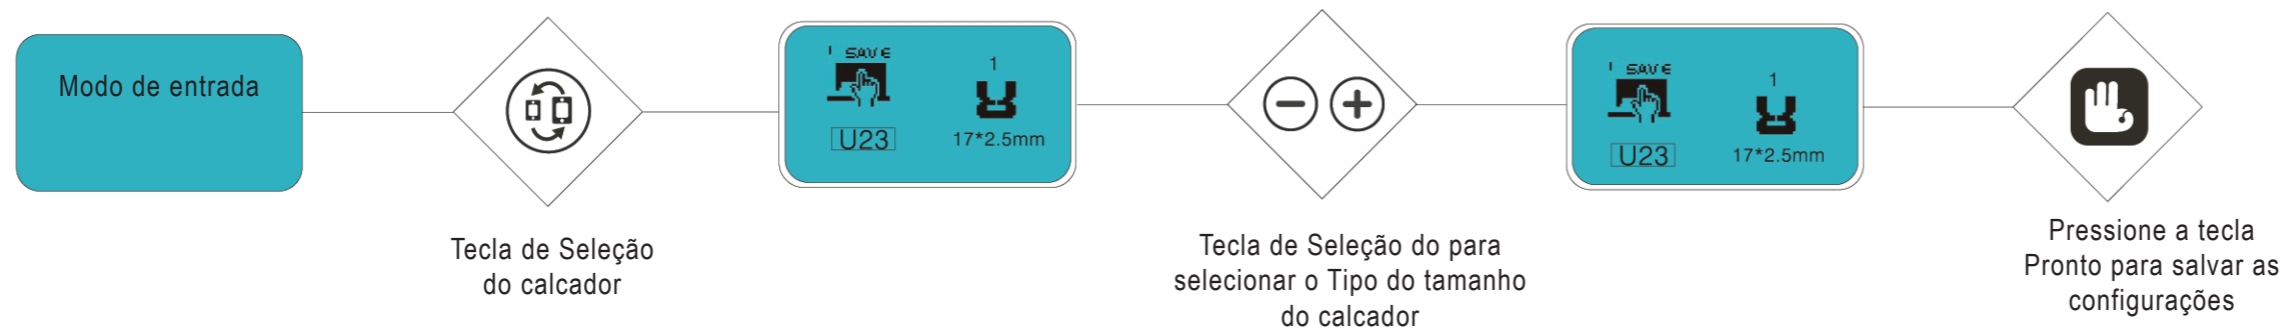 Modo de entrada
Tecla de Seleção
do calcador
I SAVE
1
U23
17*2.5mm
Tecla de Seleção do para
selecionar o Tipo do tamanho
do calcador
I SAVE
1
U23
17*2.5mm
Pressione a tecla
Pronto para salvar as
configurações